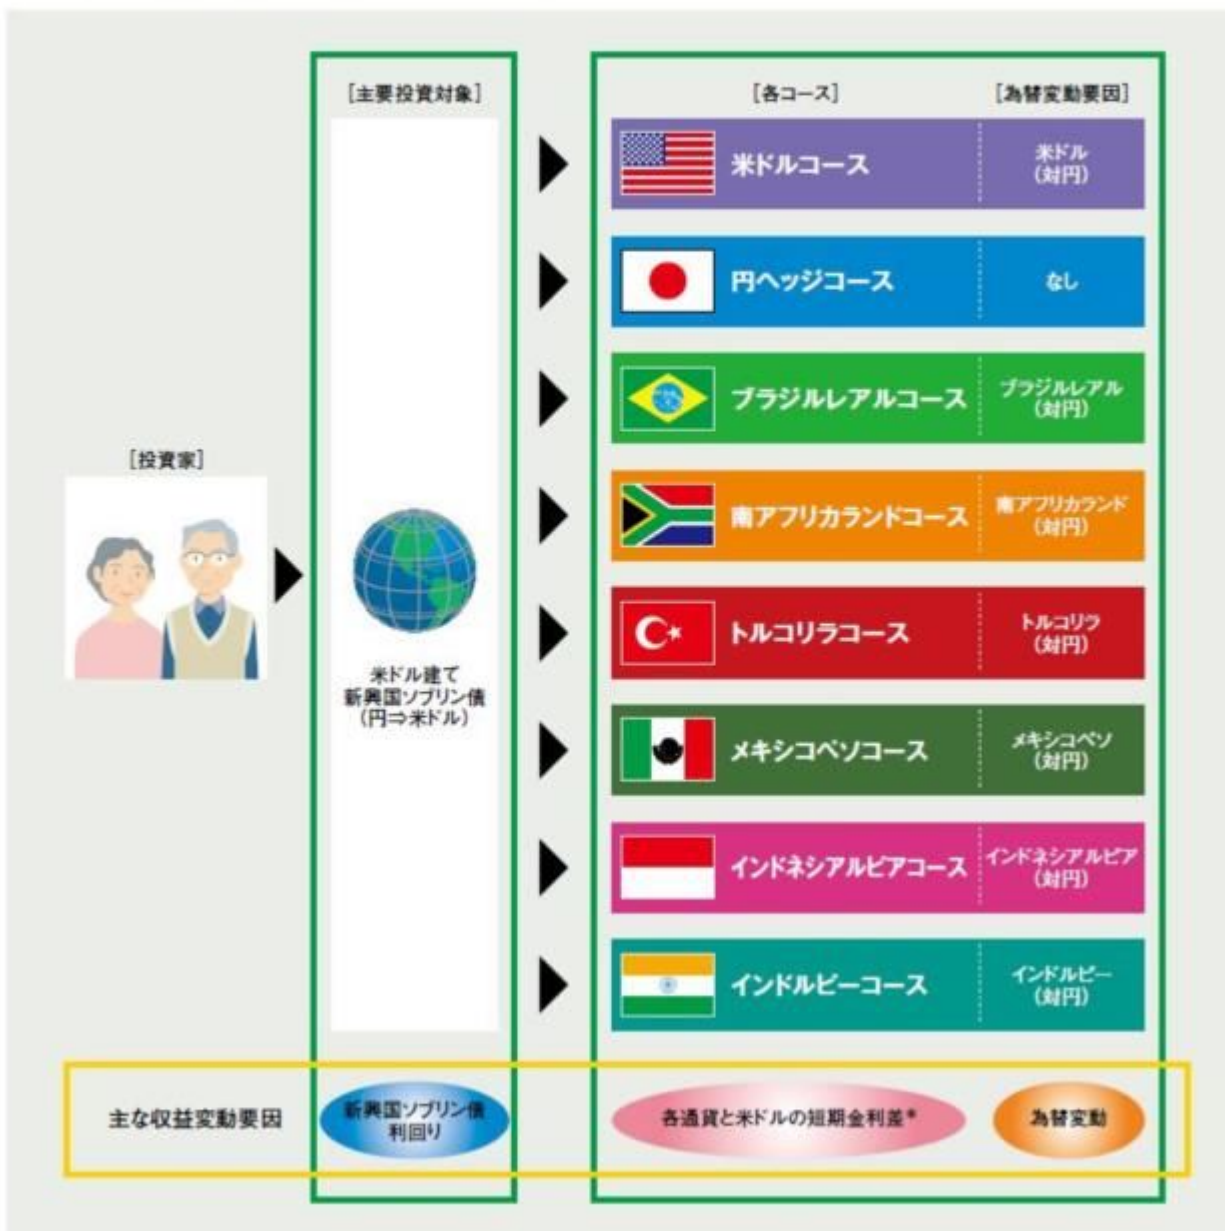 [主要投資対象]
[各コース]
[為替変動要因]
米ドルコース
米ドル
(対円)
円ヘッジコース
なし
ブラジルレアルコース
ブラジルレアル
(対円)
[投資家]
南アフリカランドコース
南アフリカランド
(対円)
トルコリラコース
トルコリラ
(対円)
米ドル建て
新興国ソブリン債
(円⇒米ドル)
メキシコペソコース
メキシコペソ
(対円)
インドネシアルピアコース
インドネシアルピア
(対円)
インドルピーコース
インドルピー
(対円)
主な収益変動要因
新興国ソブリン債
利回り
各通貨と米ドルの短期金利差*
為替変動